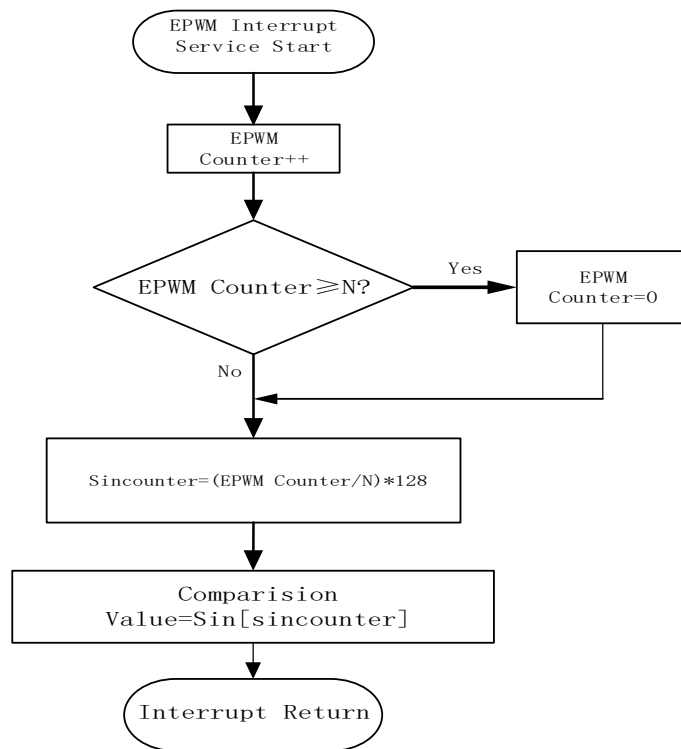 EPWM Interrupt
Service Start
EPWM
Counter++
EPWM Counter≥N?
Yes
EPWM
Counter=0
No
Sincounter=(EPWM Counter/N)*128
Comparision
Value=Sin[sincounter]
Interrupt Return